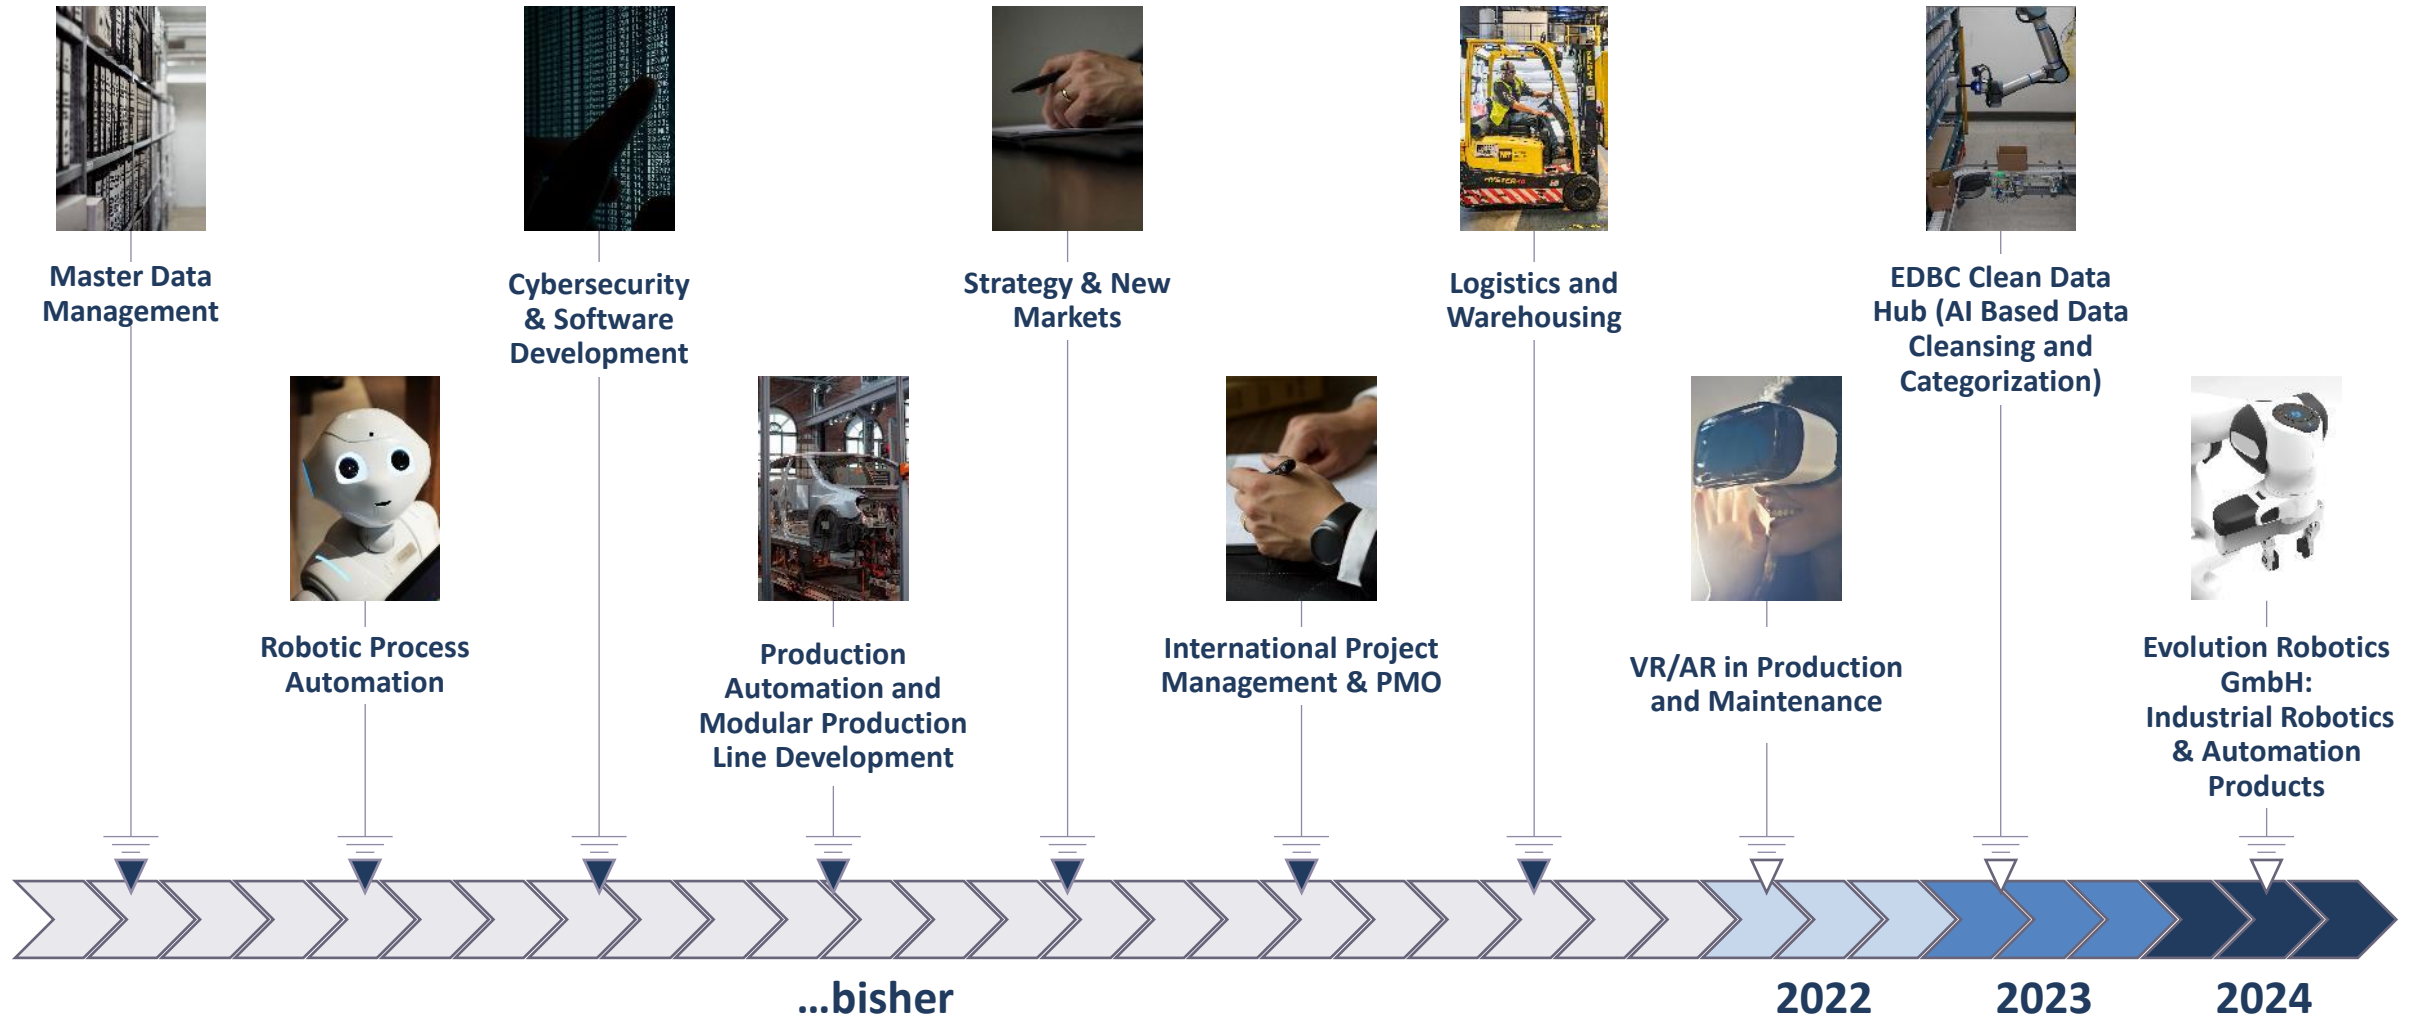 Master Data
Management
Cybersecurity
& Software
Development
Strategy & New
Markets
Logistics and
Warehousing
EDBC Clean Data
Hub (AI Based Data
Cleansing and
Categorization)
Robotic Process
Automation
Production
Automation and
Modular Production
Line Development
International Project
Management & PMO
VR/AR in Production
and Maintenance
Evolution Robotics
GmbH:
Industrial Robotics
& Automation
Products
...bisher
2022
2023
2024